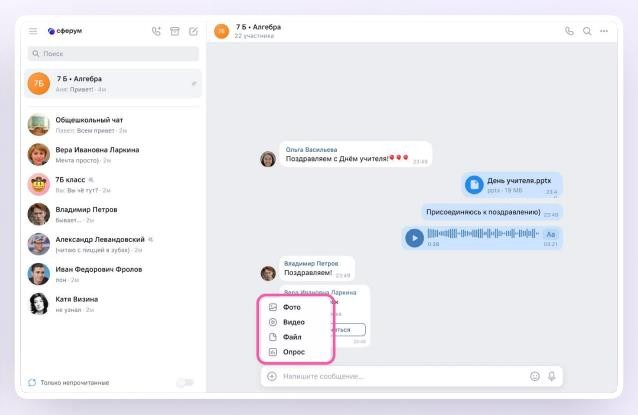 сферум
Поиск
7Б
7 Б • Алгебра
Аня: Привет! · 4м
Общешкольный чат
Павел: Всем привет · 2м
Вера Ивановна Ларкина
Мечта просто) · 2м
7Б класс
Вы: Вы чё тут? · 2м
Владимир Петров
Бывает... · 2м
Александр Левандовский
(читаю с пиццей в зубах) · 2м
Иван Федорович Фролов
пон · 2м
Катя Визина
не узнал · 2м
Только непрочитанные
7Б
7 Б • Алгебра
22 участника
Ольга Васильева
Поздравляем с Днём учителя! 23:49
День учителя.pptx
pptx · 19 МБ
Присоединяюсь к поздравлению) 23:49
Аа
0:28 03:21
Владимир Петров
Поздравляем! 23:49
Вера Ивановна Ларкина
Фото
Видео
Файл
Опрос
Напишите сообщение...